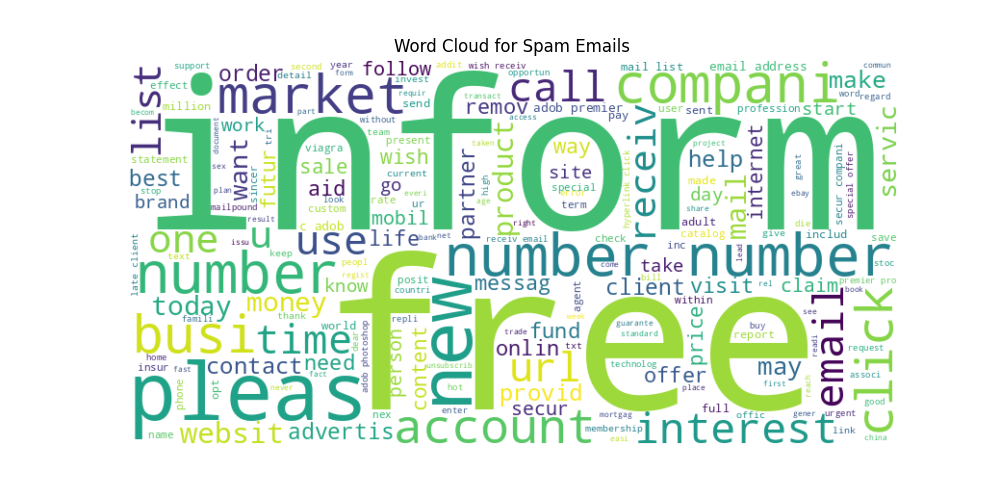 Word Cloud for Spam Emails
support
order
follow
addit
second
year
form
wish receiv
opportun
mail list
email address
commun
list
effect
detail
market
invest
requir
send
call
compani
make
word
regard
million
part
transact
remov
adob premier
pay
user
sent
profession
start
becom
document
work
tri
without
team
present
access
inform
statement
want
futur
viagra
sale
wish
current
partner
product
taken
way
site
special
error
term
receiv
hyperlink click
project
help
internet
great
secur compani
special offer
servic
best
brand
stop
sex
plan
mailpound
sincer
aid
look
custom
go
rate
everi
ur
mobil
high
age
right
made
day
share
mail
adult
catalog
ebay
die
result
one
text
issu
u
keep
c adob
use
life
bank
net
receiv email
check
inc
lead
give
includ
save
late client
number
peopl
regist
know
posit
countri
number
number
messag
come
take
client
bill
visit
rel
claim
stoc
premier pro
book
today
famili
money
thank
world
repli
free
new
agent
week
within
see
busi
time
dear
adob photoshop
person
content
unsubscrib
trade
txt
fund
guarante
standard
price
report
buy
readi
email
click
request
home
insur
fast
contact
fact
need
onlin
url
technolog
offer
place
may
first
reach
associ
pleas
phone
opt
never
hot
provid
secur
enter
nex
full
offic
mortgag
gener
urgent
good
name
websit
advertis
account
easi
membership
interest
link
china